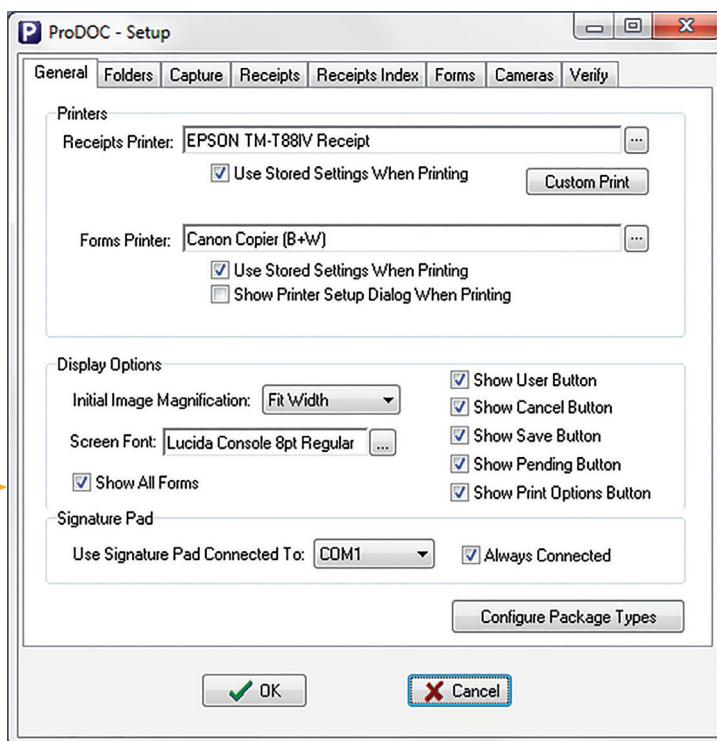 P ProDOC - Setup
General Folders Capture Receipts Receipts Index Forms Cameras Verify
Printers
Receipts Printer: EPSON TM-T88IV Receipt ...
Use Stored Settings When Printing
Custom Print
Forms Printer: Canon Copier (B+W) ...
Use Stored Settings When Printing
Show Printer Setup Dialog When Printing
Display Options
Initial Image Magnification: Fit Width
Screen Font: Lucida Console 8pt Regular ...
Show All Forms
Show User Button
Show Cancel Button
Show Save Button
Show Pending Button
Show Print Options Button
Signature Pad
Use Signature Pad Connected To: COM1 Always Connected
Configure Package Types
OK Cancel